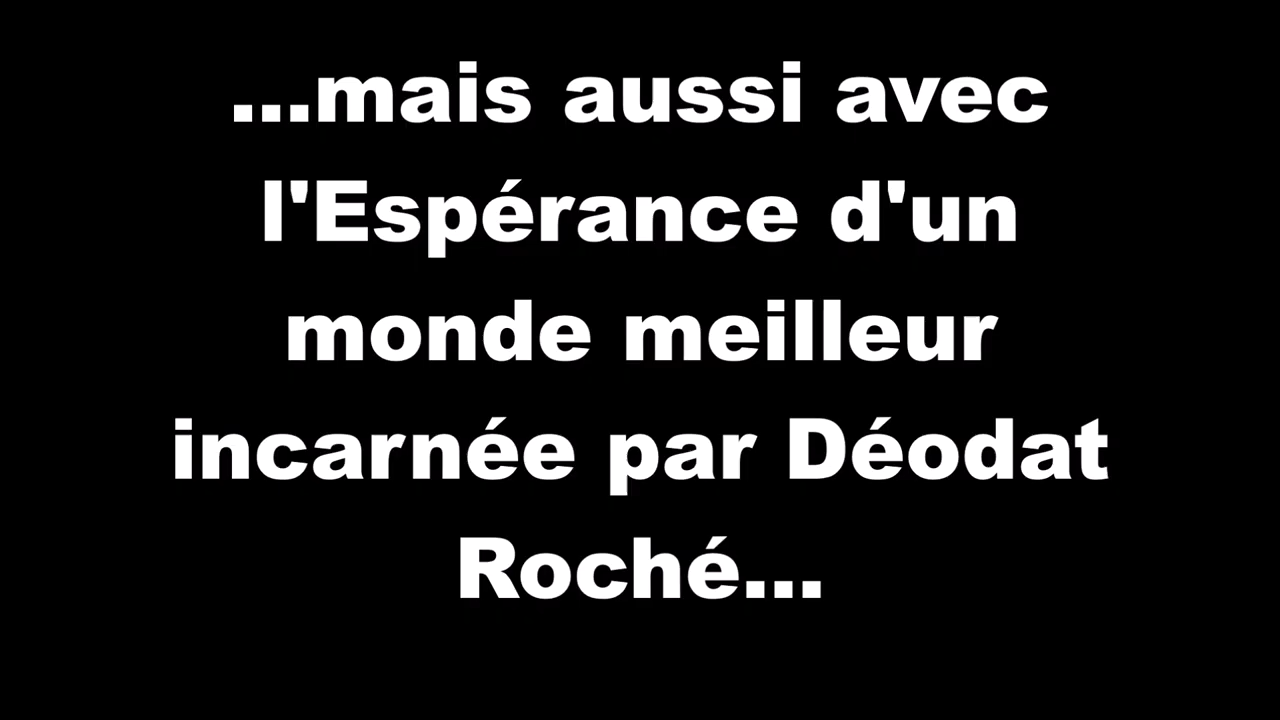 ...mais aussi avec
l'Espérance d'un
monde meilleur
incarnée par Déodat
Roché...